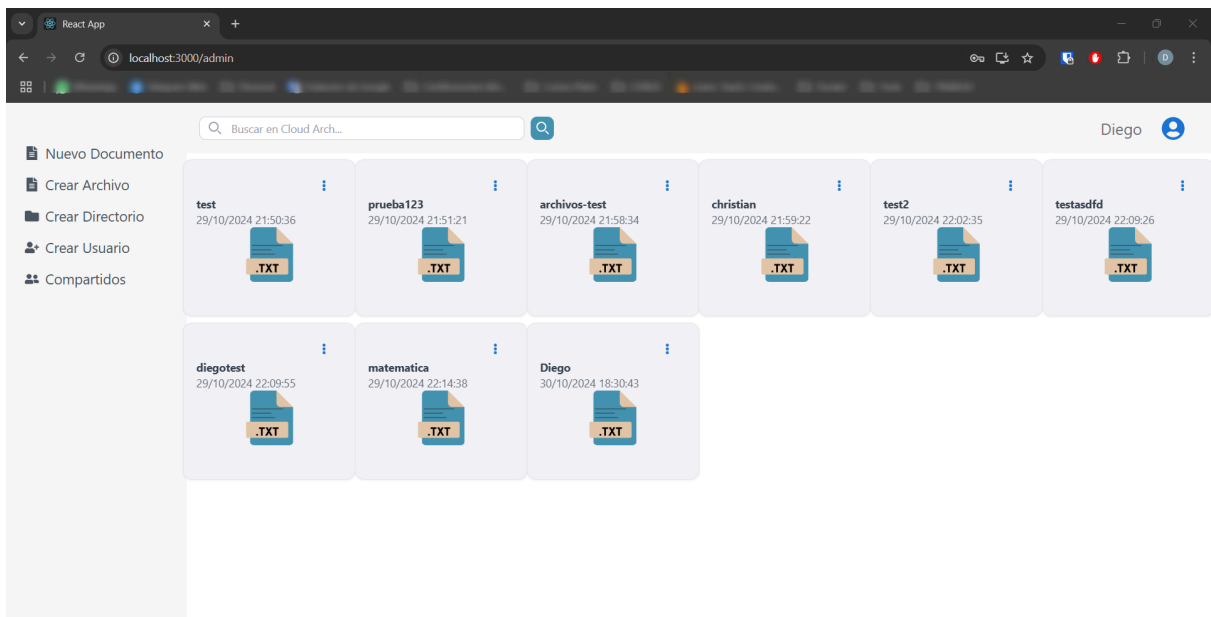 React App
localhost:3000/admin
D
Buscar en Cloud Arch...
Diego
Nuevo Documento
Crear Archivo
Crear Directorio
Crear Usuario
Compartidos
test
29/10/2024 21:50:36
.TXT
prueba123
29/10/2024 21:51:21
.TXT
archivos-test
29/10/2024 21:58:34
.TXT
christian
29/10/2024 21:59:22
.TXT
test2
29/10/2024 22:02:35
.TXT
testasdfd
29/10/2024 22:09:26
.TXT
diegotest
29/10/2024 22:09:55
.TXT
matematica
29/10/2024 22:14:38
.TXT
Diego
30/10/2024 18:30:43
.TXT